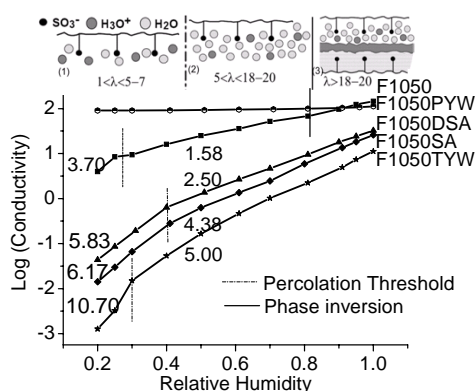 SO₃⁻ H₃O⁺ H₂O
(1) 1<λ<5-7
(2) 5<λ<18-20
(3) λ>18-20
F1050
F1050PYW
F1050DSA
F1050SA
F1050TYW
3.70
1.58
2.50
5.83
4.38
6.17
5.00
10.70
Percolation Threshold
Phase inversion
Log (Conductivity)
2
1
0
-1
-2
-3
0.2 0.4 0.6 0.8 1.0
Relative Humidity